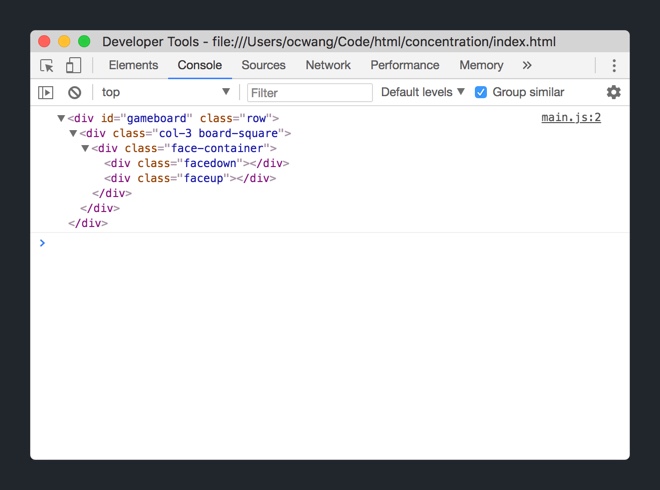 Developer Tools - file:///Users/ocwang/Code/html/concentration/index.html
Elements Console Sources Network Performance Memory »
top Filter Default levels Group similar
<div id="gameboard" class="row"> main.js:2
<div class="col-3 board-square">
<div class="face-container">
<div class="facedown"></div>
<div class="faceup"></div>
</div>
</div>
</div>
>